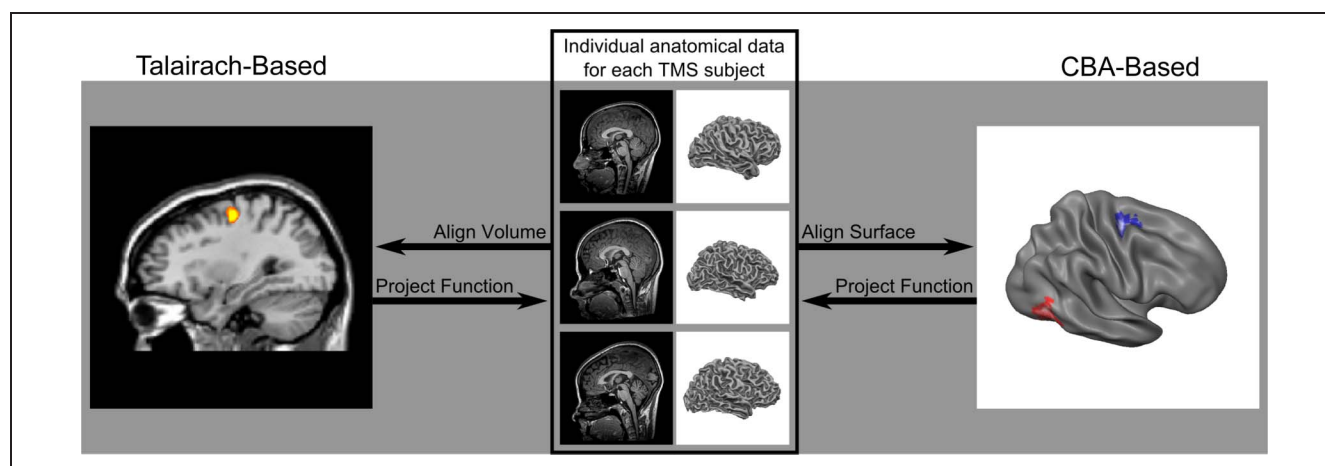 Talairach-Based
Individual anatomical data
for each TMS subject
CBA-Based
Align Volume
Project Function
Align Surface
Project Function